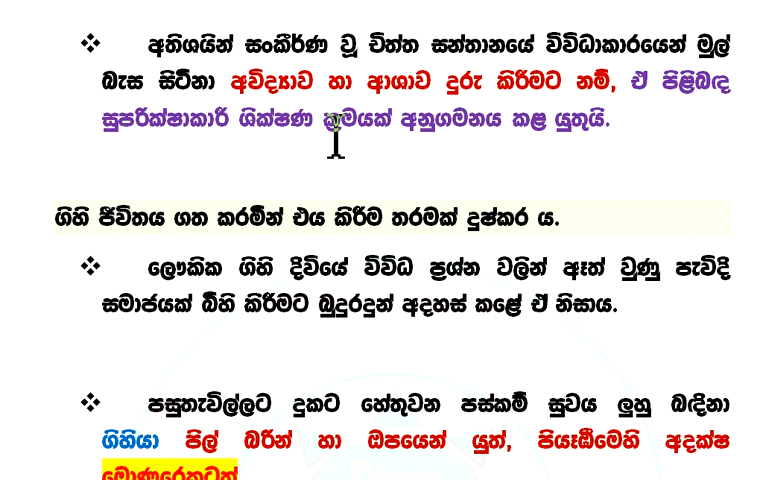 ❖ අතිශයින් සංකීර්ණ වූ චිත්ත සන්තානයේ විවිධාකාරයෙන් මුල්
බැස සිටිනා අවිද්‍යාව හා ආශාව දුරු කිරීමට නම්, ඒ පිළිබඳ
සුපරීක්ෂාකාරී ශික්ෂණ ක්‍රමයක් අනුගමනය කළ යුතුයි.
ගිහි ජීවිතය ගත කරමින් එය කිරීම තරමක් දුෂ්කර ය.
❖ ලෞකික ගිහි දිවියේ විවිධ ප්‍රශ්න වලින් ඈත් වුණු පැවිදි
සමාජයක් බිහි කිරීමට බුදුරදුන් අදහස් කළේ ඒ නිසාය.
❖ පසුතැවිල්ලට දුකට හේතුවන පස්කම් සුවය ලුහු බඳිනා
ගිහියා පිල් බරින් හා ඔපයෙන් යුත්, පියෑඹීමෙහි අදක්ෂ
මොණරෙකුටත්